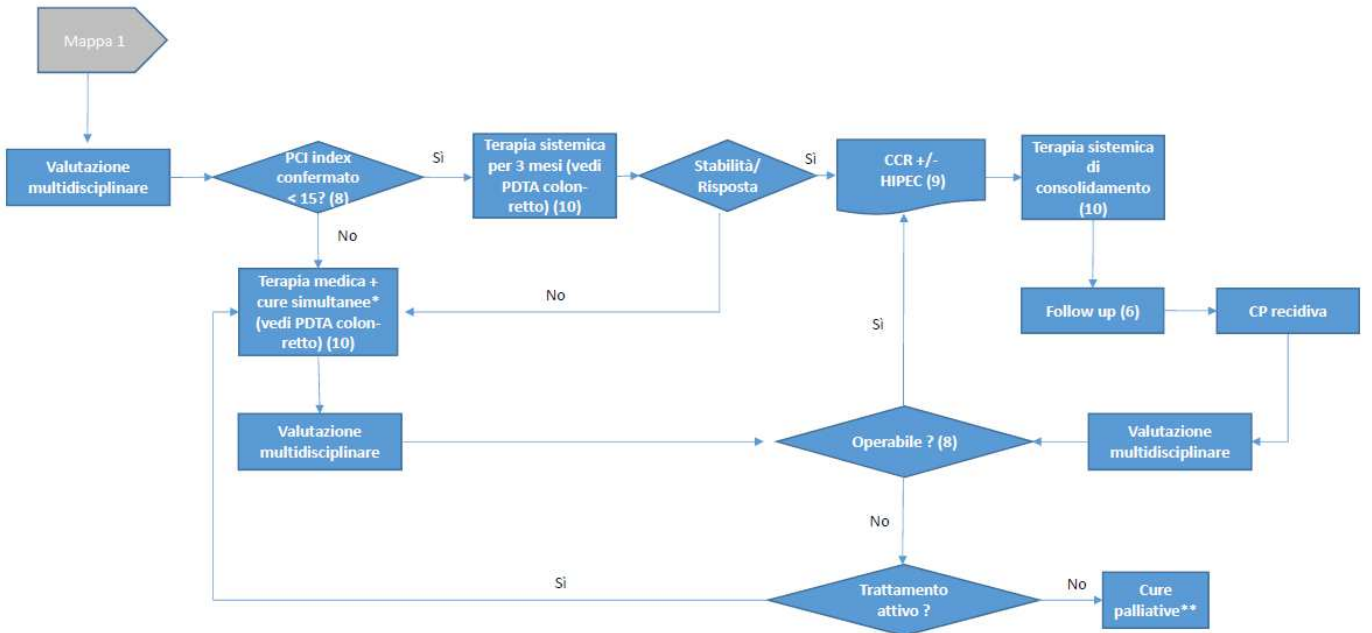 Mappa 1
Valutazione
multidisciplinare
PCI index
confermato
< 15? (8)
Sì
Terapia sistemica
per 3 mesi (vedi
PDTA colon-
retto) (10)
Stabilità/
Risposta
Sì
CCR +/-
HIPEC (9)
Terapia sistemica
di
consolidamento
(10)
No
Terapia medica +
cure simultanee*
(vedi PDTA colon-
retto) (10)
No
Sì
Follow up (6)
CP recidiva
Valutazione
multidisciplinare
Operabile ? (8)
Valutazione
multidisciplinare
No
Sì
Trattamento
attivo ?
No
Cure
palliative**